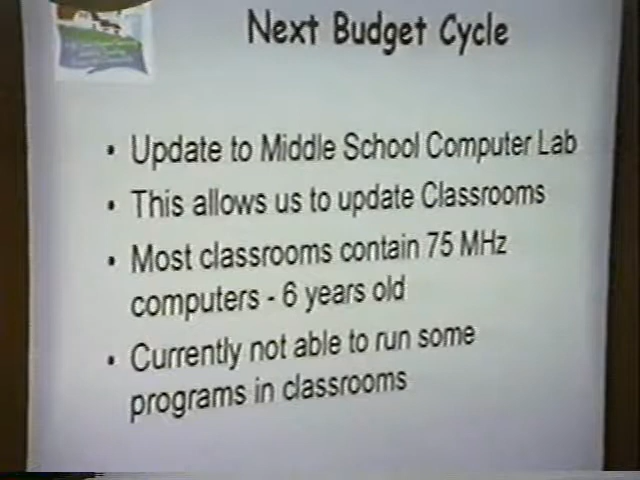 Next Budget Cycle
• Update to Middle School Computer Lab
• This allows us to update Classrooms
• Most classrooms contain 75 MHz
computers - 6 years old
• Currently not able to run some
programs in classrooms